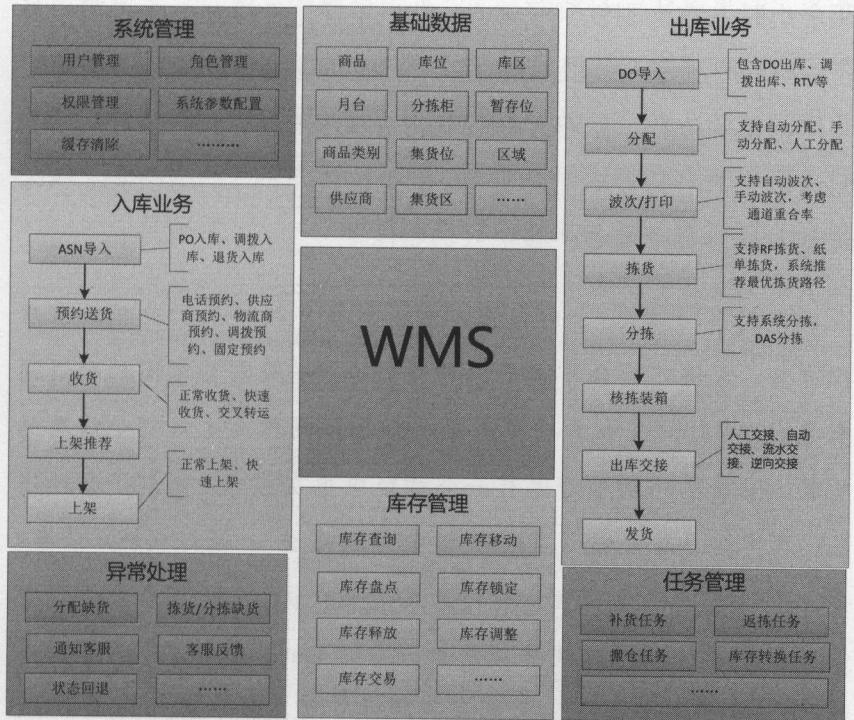 系统管理
用户管理
角色管理
权限管理
系统参数配置
缓存清除
………
基础数据
商品
库位
库区
月台
分拣柜
暂存位
商品类别
集货位
区域
供应商
集货区
……
出库业务
DO导入
包含DO出库、调
拨出库、RTV等
分配
支持自动分配、手
动分配、人工分配
波次/打印
支持自动波次、
手动波次，考虑
通道重合率
拣货
支持RF拣货、纸
单拣货，系统推
荐最优拣货路径
分拣
支持系统分拣，
DAS分拣
核拣装箱
出库交接
人工交接、自动
交接、流水交
接、逆向交接
发货
入库业务
ASN导入
PO入库、调拨入
库、退货入库
预约送货
电话预约、供应
商预约、物流商
预约、调拨预
约、固定预约
收货
正常收货、快速
收货、交叉转运
上架推荐
上架
正常上架、快
速上架
WMS
库存管理
库存查询
库存移动
库存盘点
库存锁定
库存释放
库存调整
库存交易
……
异常处理
分配缺货
拣货/分拣缺货
通知客服
客服反馈
状态回退
……
任务管理
补货任务
返拣任务
搬仓任务
库存转换任务
……